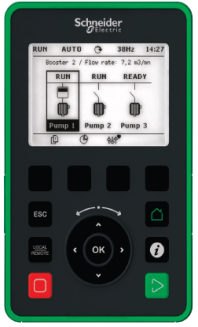 Schneider
Electric
RUN AUTO 38Hz 14:27
Booster 2 / Flow rate: 7,2 m3/mn
RUN RUN READY
Pump 1 Pump 2 Pump 3
ESC
LOCAL
REMOTE
OK
i